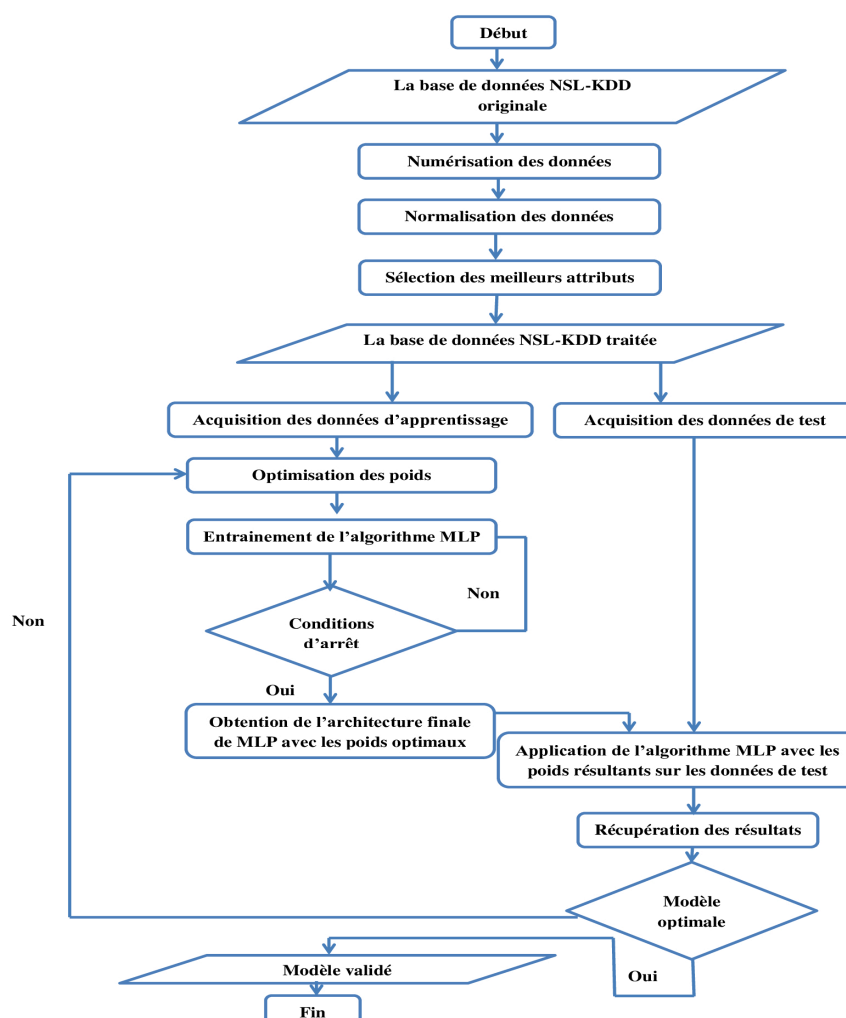 Début
La base de données NSL-KDD
originale
Numérisation des données
Normalisation des données
Sélection des meilleurs attributs
La base de données NSL-KDD traitée
Acquisition des données d'apprentissage
Acquisition des données de test
Optimisation des poids
Entrainement de l'algorithme MLP
Non
Non
Conditions
d'arrêt
Oui
Obtention de l'architecture finale
de MLP avec les poids optimaux
Application de l'algorithme MLP avec les
poids résultants sur les données de test
Récupération des résultats
Modèle
optimale
Oui
Modèle validé
Fin